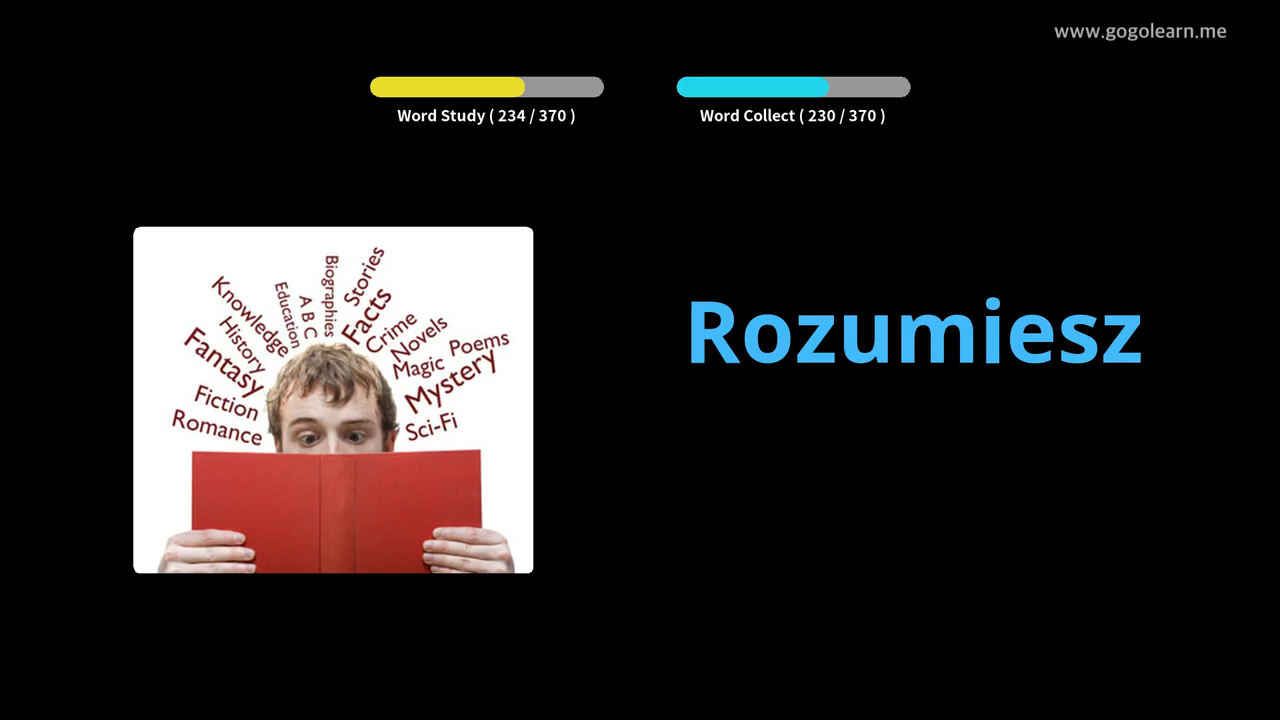 www.gogolearn.me
Word Study ( 234 / 370 )
Word Collect ( 230 / 370 )
Rozumiesz
Biographies
Stories
Education
A B C
Facts
Knowledge
Crime
History
Novels
Poems
Fantasy
Magic
Mystery
Fiction
Romance
Sci-Fi